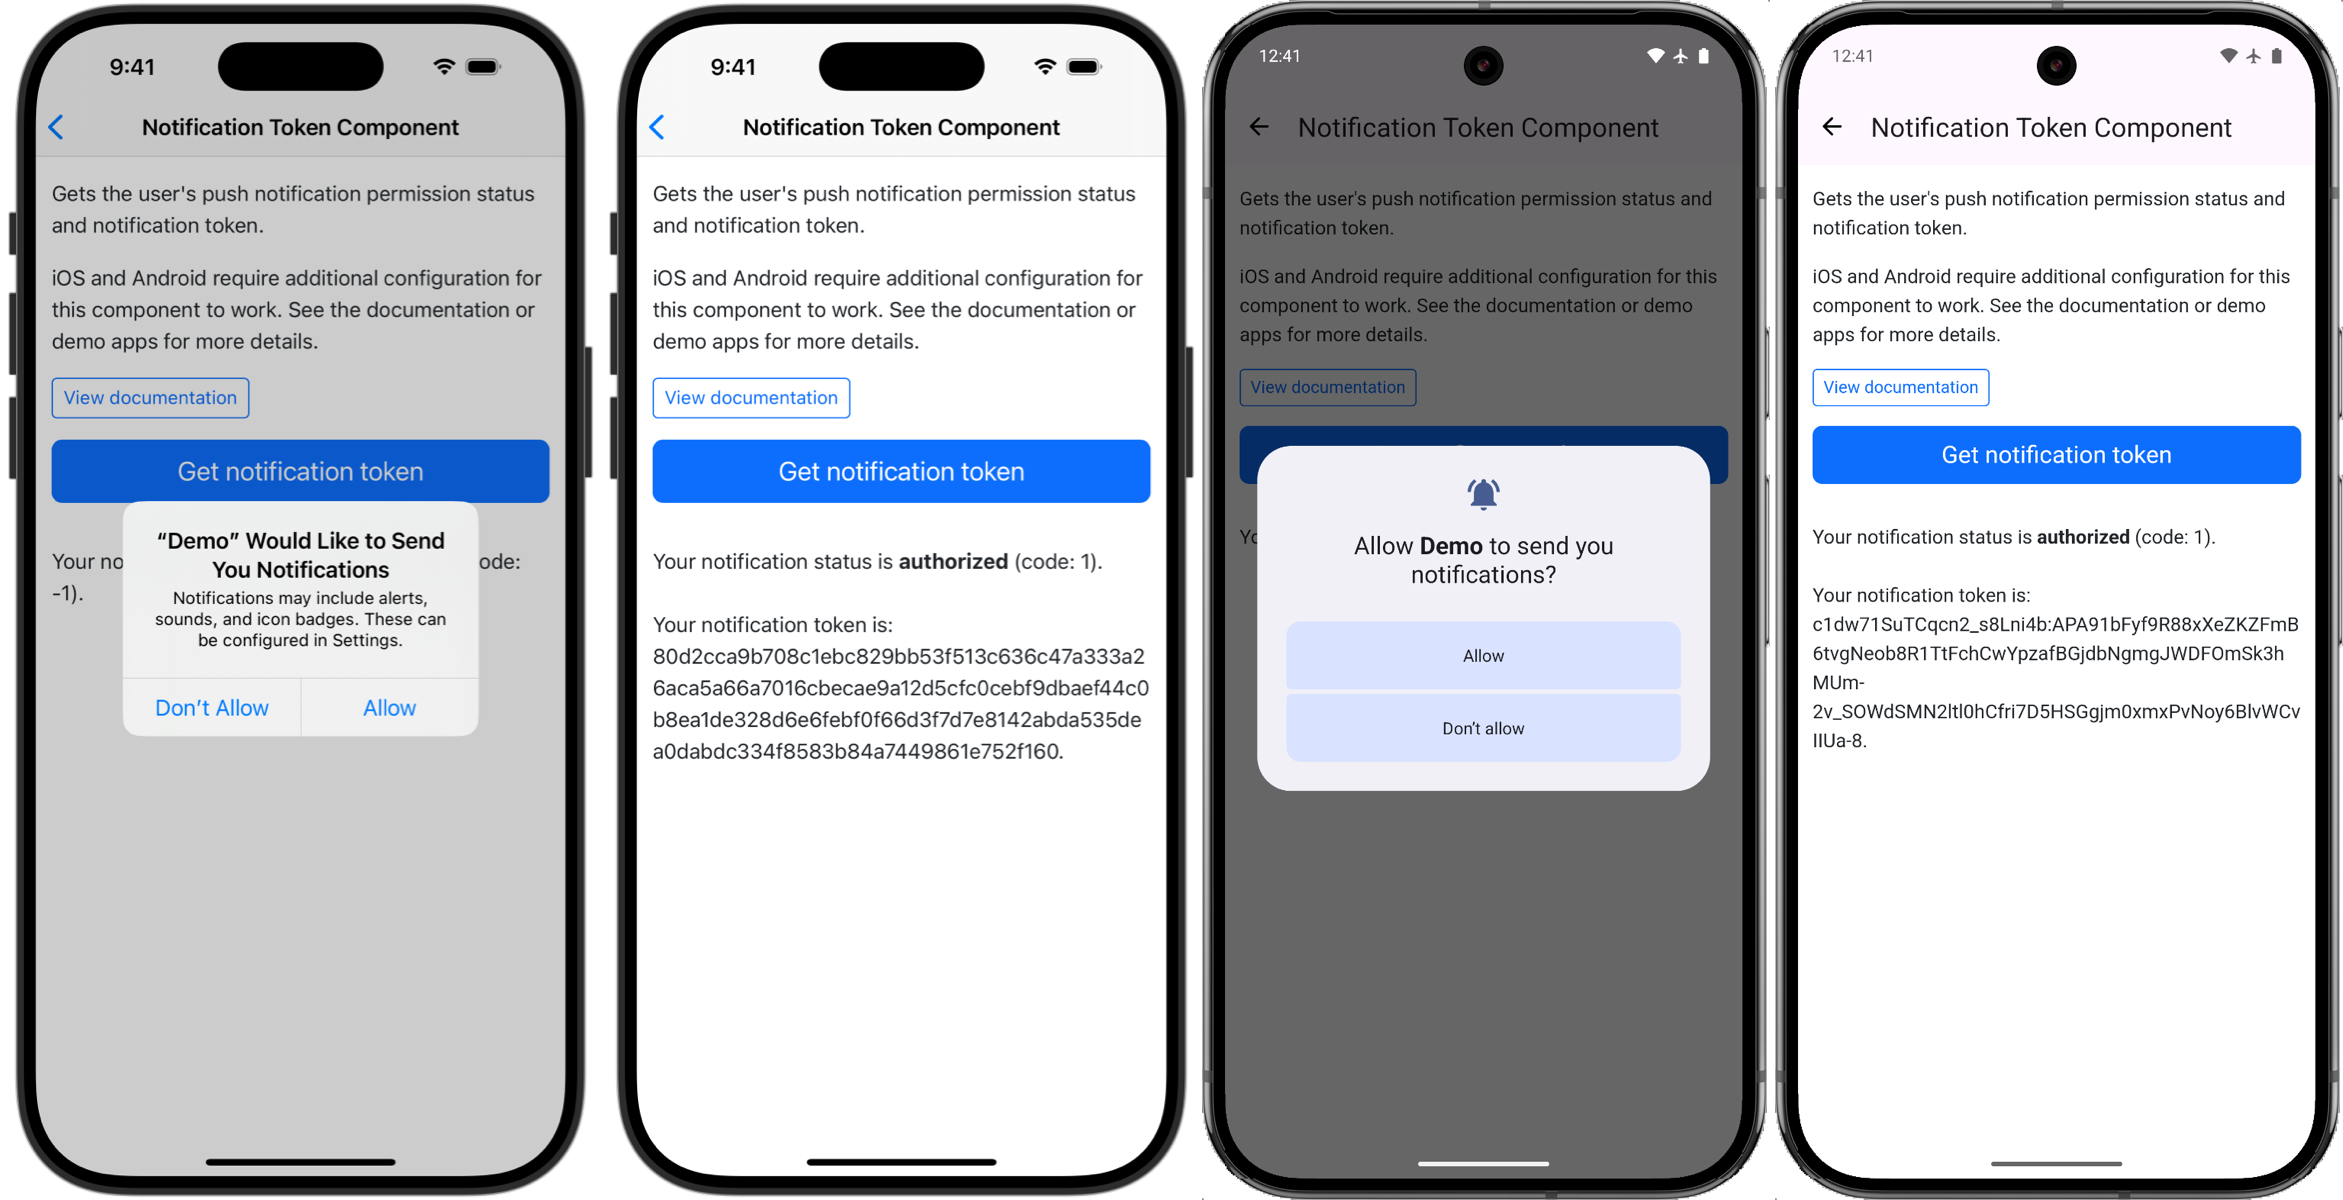 9:41
Notification Token Component
Gets the user's push notification permission status
and notification token.
iOS and Android require additional configuration for
this component to work. See the documentation or
demo apps for more details.
View documentation
Get notification token
Your no
ode:
-1).
“Demo” Would Like to Send
You Notifications
Notifications may include alerts,
sounds, and icon badges. These can
be configured in Settings.
Don’t Allow
Allow
9:41
Notification Token Component
Gets the user's push notification permission status
and notification token.
iOS and Android require additional configuration for
this component to work. See the documentation or
demo apps for more details.
View documentation
Get notification token
Your notification status is authorized (code: 1).
Your notification token is:
80d2cca9b708c1ebc829bb53f513c636c47a333a2
6aca5a66a7016cbecae9a12d5cfc0cebf9dbaef44c0
b8ea1de328d6e6febf0f66d3f7d7e8142abda535de
a0dabdc334f8583b84a7449861e752f160.
12:41
Notification Token Component
Gets the user's push notification permission status and
notification token.
iOS and Android require additional configuration for this
component to work. See the documentation or demo
apps for more details.
View documentation
Allow Demo to send you
notifications?
Allow
Don’t allow
12:41
Notification Token Component
Gets the user's push notification permission status and
notification token.
iOS and Android require additional configuration for this
component to work. See the documentation or demo
apps for more details.
View documentation
Get notification token
Your notification status is authorized (code: 1).
Your notification token is:
c1dw71SuTCqcn2_s8Lni4b:APA91bFyf9R88xXeZKZFmB
6tvgNeob8R1TtFchCwYpzafBGjdbNgmgJWDFOmSk3h
MUm-
2v_SOWdSMN2ltl0hCfri7D5HSGgjm0xmxPvNoy6BlvWCv
IIUa-8.